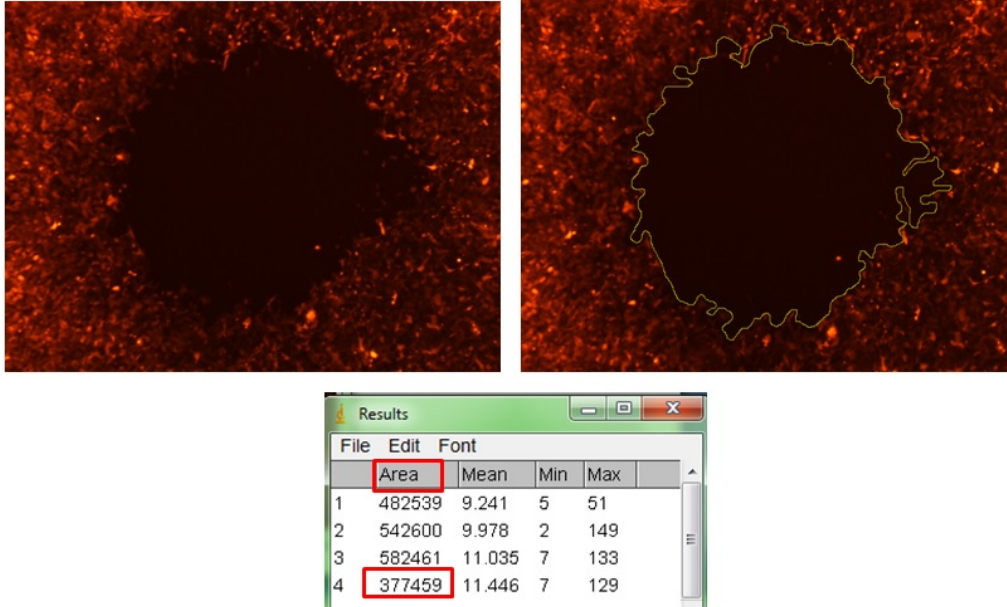 Results
File Edit Font
Area Mean Min Max
1 482539 9.241 5 51
2 542600 9.978 2 149
3 582461 11.035 7 133
4 377459 11.446 7 129